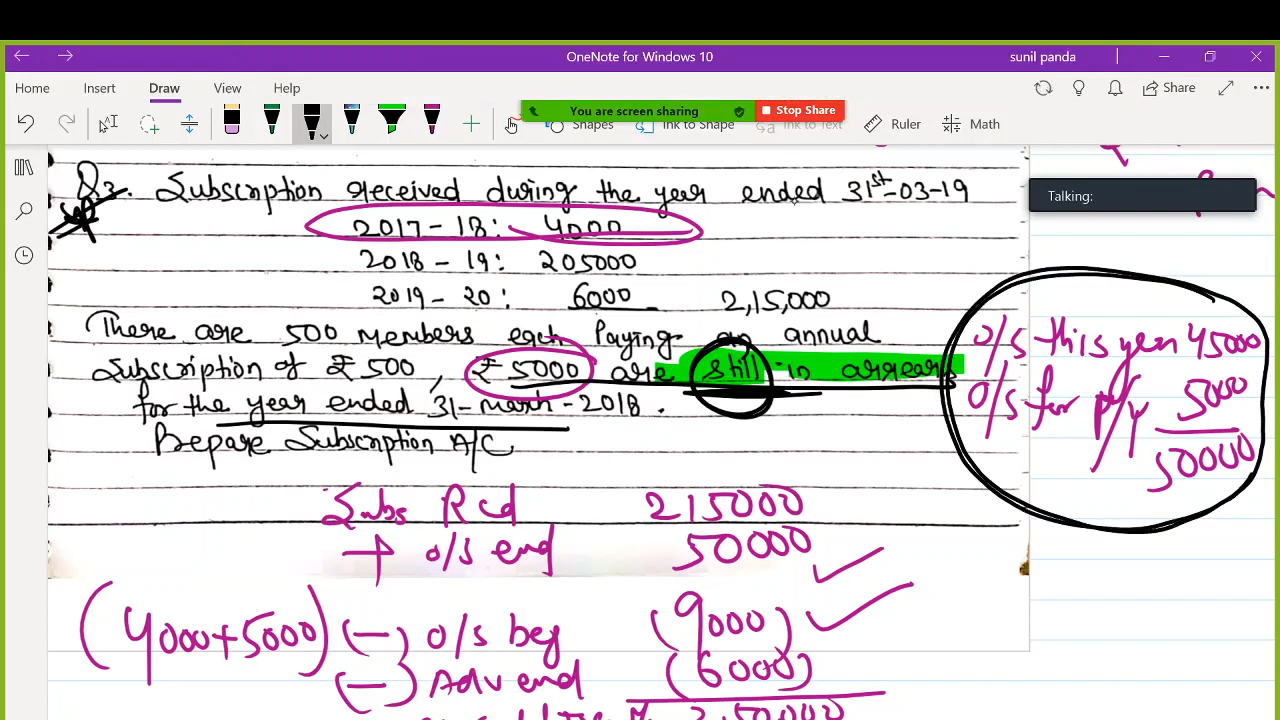 OneNote for Windows 10
sunil panda
Home Insert Draw View Help
You are screen sharing
Stop Share
Share
Shapes Ink to Shape Ink to Text Ruler Math
Talking:
Q3. Subscription received during the year ended 31st-03-19
2017-18: 4000
2018-19: 205000
2019-20: 6000 2,15,000
There are 500 members each Paying an annual
Subscription of ₹ 500, ₹ 5000 are still in arrears
for the year ended 31-march-2018.
Prepare Subscription A/C
O/S this year 45000
O/S for P/Y 5000
50000
Subs Rcd 215000
+ O/S end 50000
(4000+5000) (-) O/S beg (9000)
(-) Adv end (6000)
2,50,000